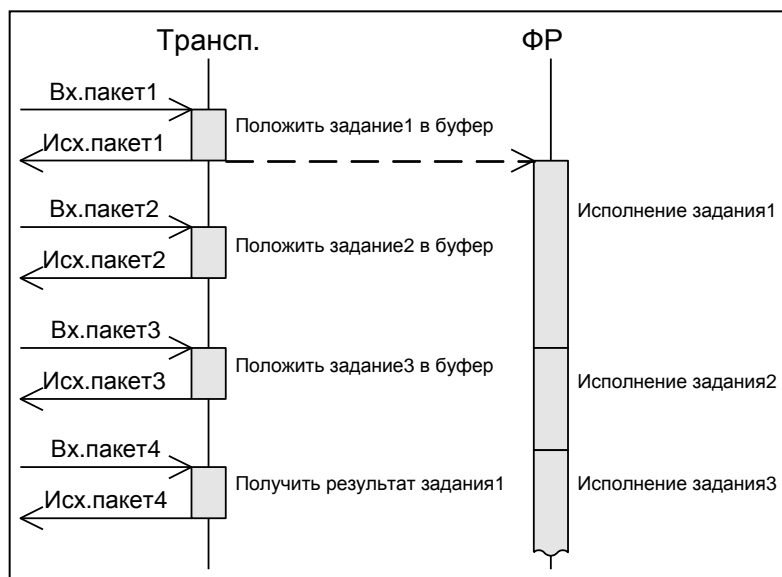 Трансп.
ФР
Вх.пакет1
Положить задание1 в буфер
Исх.пакет1
Исполнение задания1
Вх.пакет2
Положить задание2 в буфер
Исх.пакет2
Вх.пакет3
Положить задание3 в буфер
Исх.пакет3
Исполнение задания2
Вх.пакет4
Получить результат задания1
Исполнение задания3
Исх.пакет4